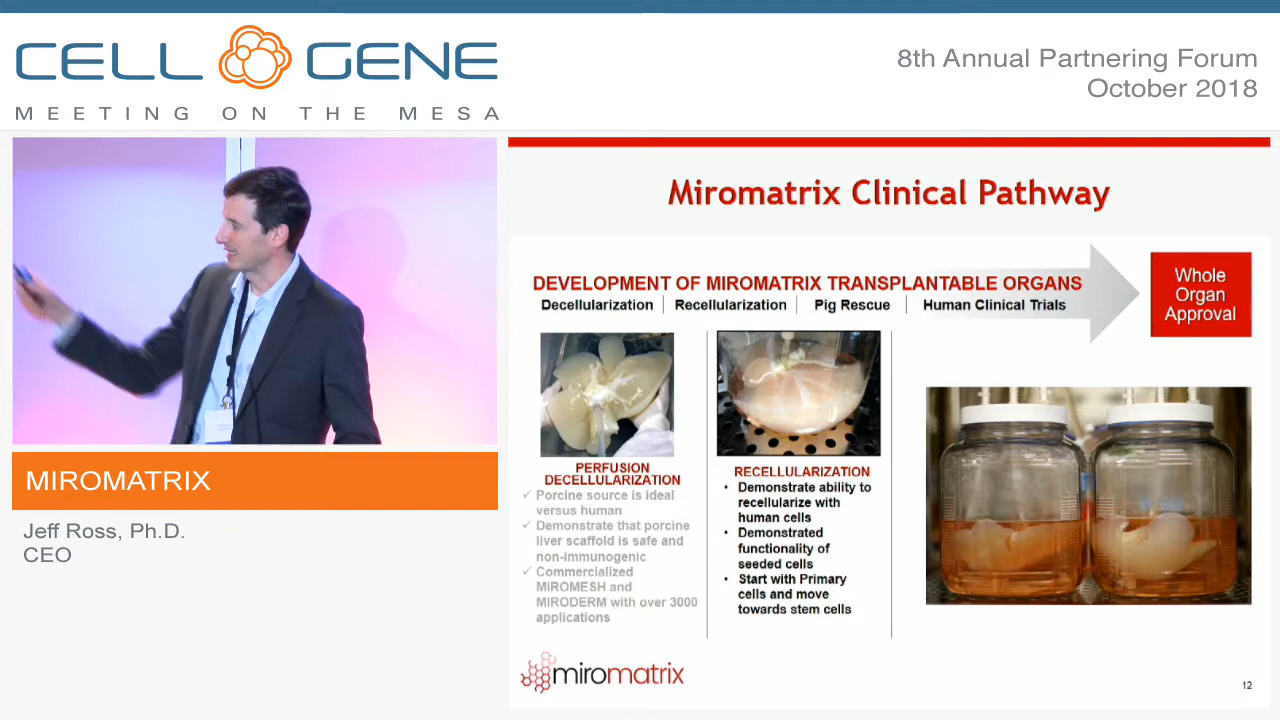 CELL GENE
MEETING ON THE MESA
8th Annual Partnering Forum
October 2018
MIROMATRIX
Jeff Ross, Ph.D.
CEO
Miromatrix Clinical Pathway
DEVELOPMENT OF MIROMATRIX TRANSPLANTABLE ORGANS
Decellularization | Recellularization | Pig Rescue | Human Clinical Trials
Whole
Organ
Approval
PERFUSION
DECELLULARIZATION
✓ Porcine source is ideal
versus human
✓ Demonstrate that porcine
liver scaffold is safe and
non-immunogenic
✓ Commercialized
MIROMESH and
MIRODERM with over 3000
applications
RECELLULARIZATION
• Demonstrate ability to
recellularize with
human cells
• Demonstrated
functionality of
seeded cells
• Start with Primary
cells and move
towards stem cells
miromatrix
12